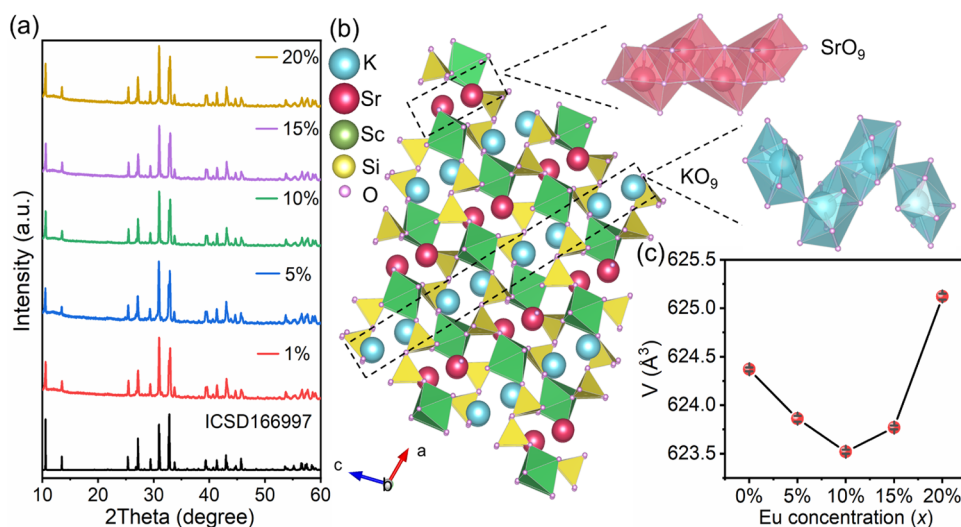 (a)
20%
15%
10%
5%
1%
ICSD166997
Intensity (a.u.)
10 20 30 40 50 60
2Theta (degree)
(b)
K
Sr
Sc
Si
O
SrO9
KO9
a
b
c
(c)
625.5
625.0
624.5
624.0
623.5
V (Å³)
0% 5% 10% 15% 20%
Eu concentration (x)